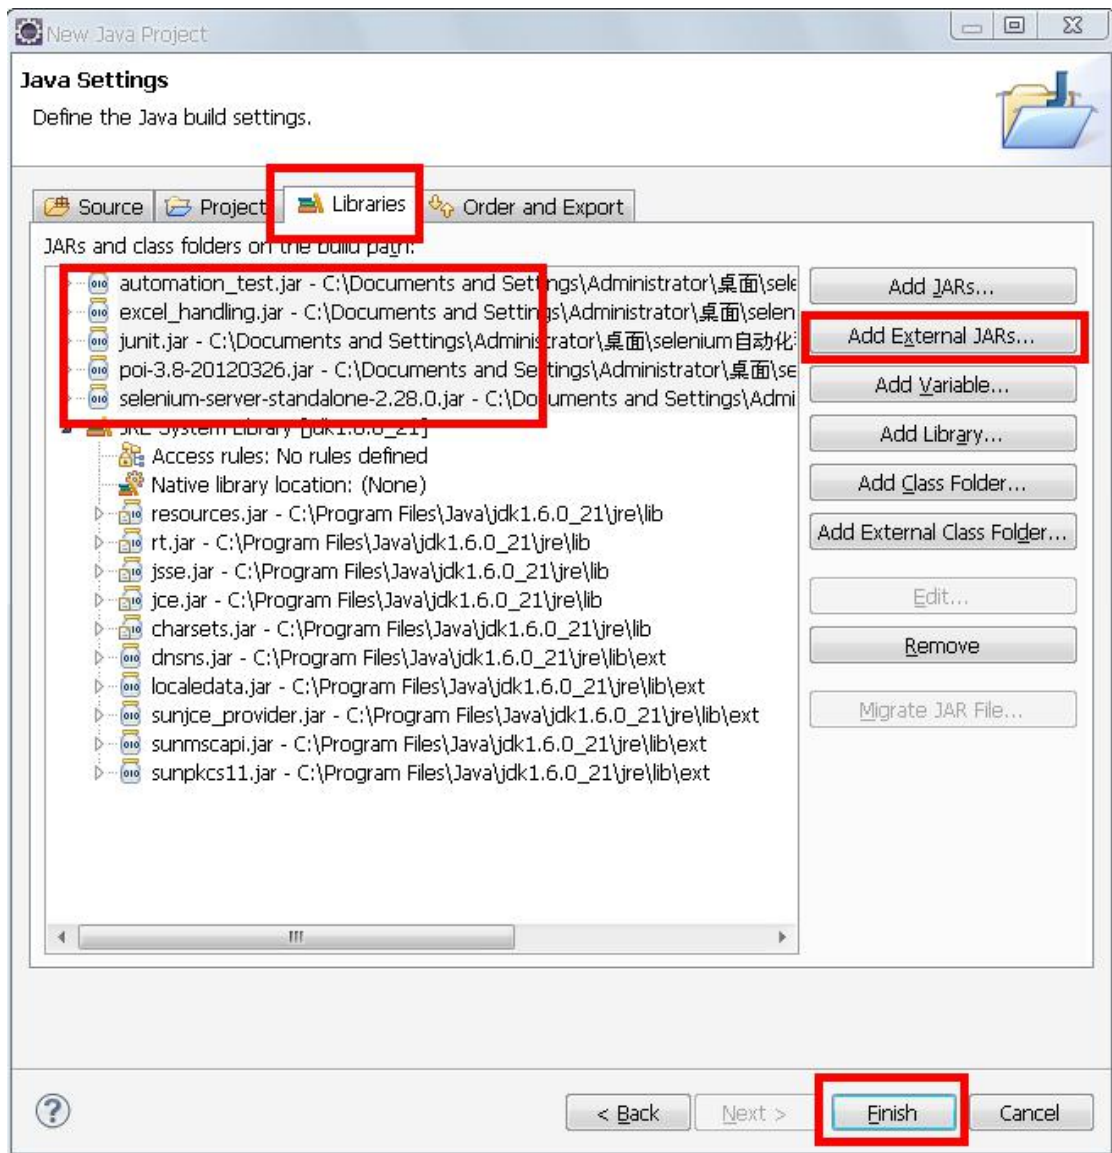 New Java Project
Java Settings
Define the Java build settings.
Source
Project
Libraries
Order and Export
JARs and class folders on the build path:
automation_test.jar - C:\Documents and Settings\Administrator\桌面\sele
excel_handling.jar - C:\Documents and Settings\Administrator\桌面\selen
junit.jar - C:\Documents and Settings\Administrator\桌面\selenium自动化
poi-3.8-20120326.jar - C:\Documents and Settings\Administrator\桌面\se
selenium-server-standalone-2.28.0.jar - C:\Documents and Settings\Admi
JRE System Library [jdk1.6.0_21]
Access rules: No rules defined
Native library location: (None)
resources.jar - C:\Program Files\Java\jdk1.6.0_21\jre\lib
rt.jar - C:\Program Files\Java\jdk1.6.0_21\jre\lib
jsse.jar - C:\Program Files\Java\jdk1.6.0_21\jre\lib
jce.jar - C:\Program Files\Java\jdk1.6.0_21\jre\lib
charsets.jar - C:\Program Files\Java\jdk1.6.0_21\jre\lib
dnsns.jar - C:\Program Files\Java\jdk1.6.0_21\jre\lib\ext
localedata.jar - C:\Program Files\Java\jdk1.6.0_21\jre\lib\ext
sunjce_provider.jar - C:\Program Files\Java\jdk1.6.0_21\jre\lib\ext
sunmscapi.jar - C:\Program Files\Java\jdk1.6.0_21\jre\lib\ext
sunpkcs11.jar - C:\Program Files\Java\jdk1.6.0_21\jre\lib\ext
Add JARs...
Add External JARs...
Add Variable...
Add Library...
Add Class Folder...
Add External Class Folder...
Edit...
Remove
Migrate JAR File...
< Back
Next >
Finish
Cancel